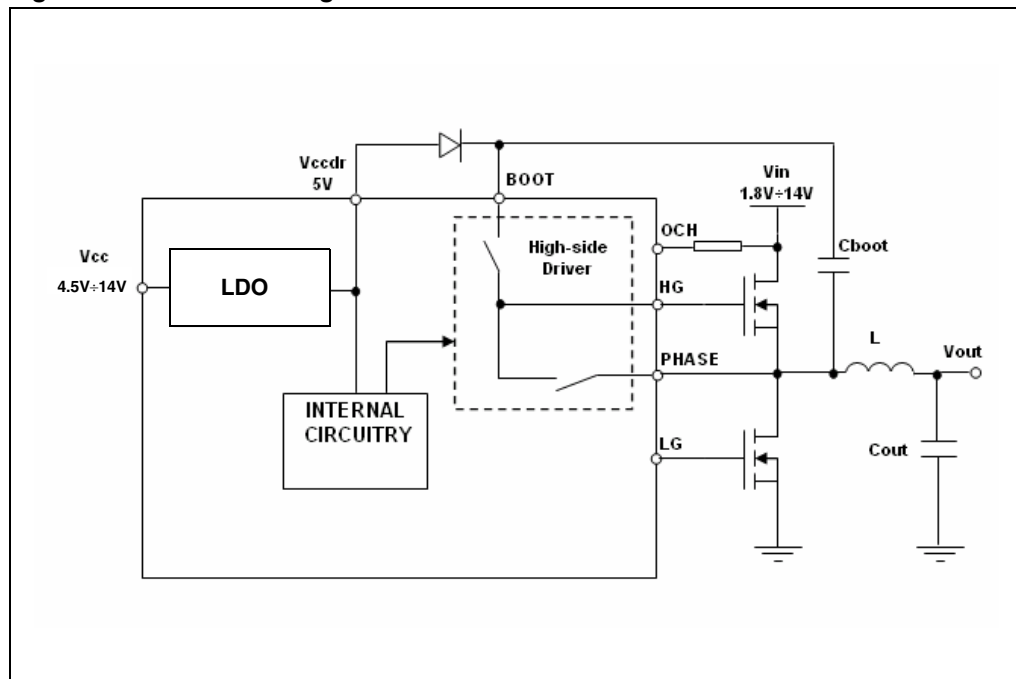 Vccdr
5V
BOOT
Vin
1.8V÷14V
OCH
High-side
Driver
Cboot
Vcc
4.5V÷14V
LDO
HG
L
Vout
PHASE
INTERNAL
CIRCUITRY
LG
Cout